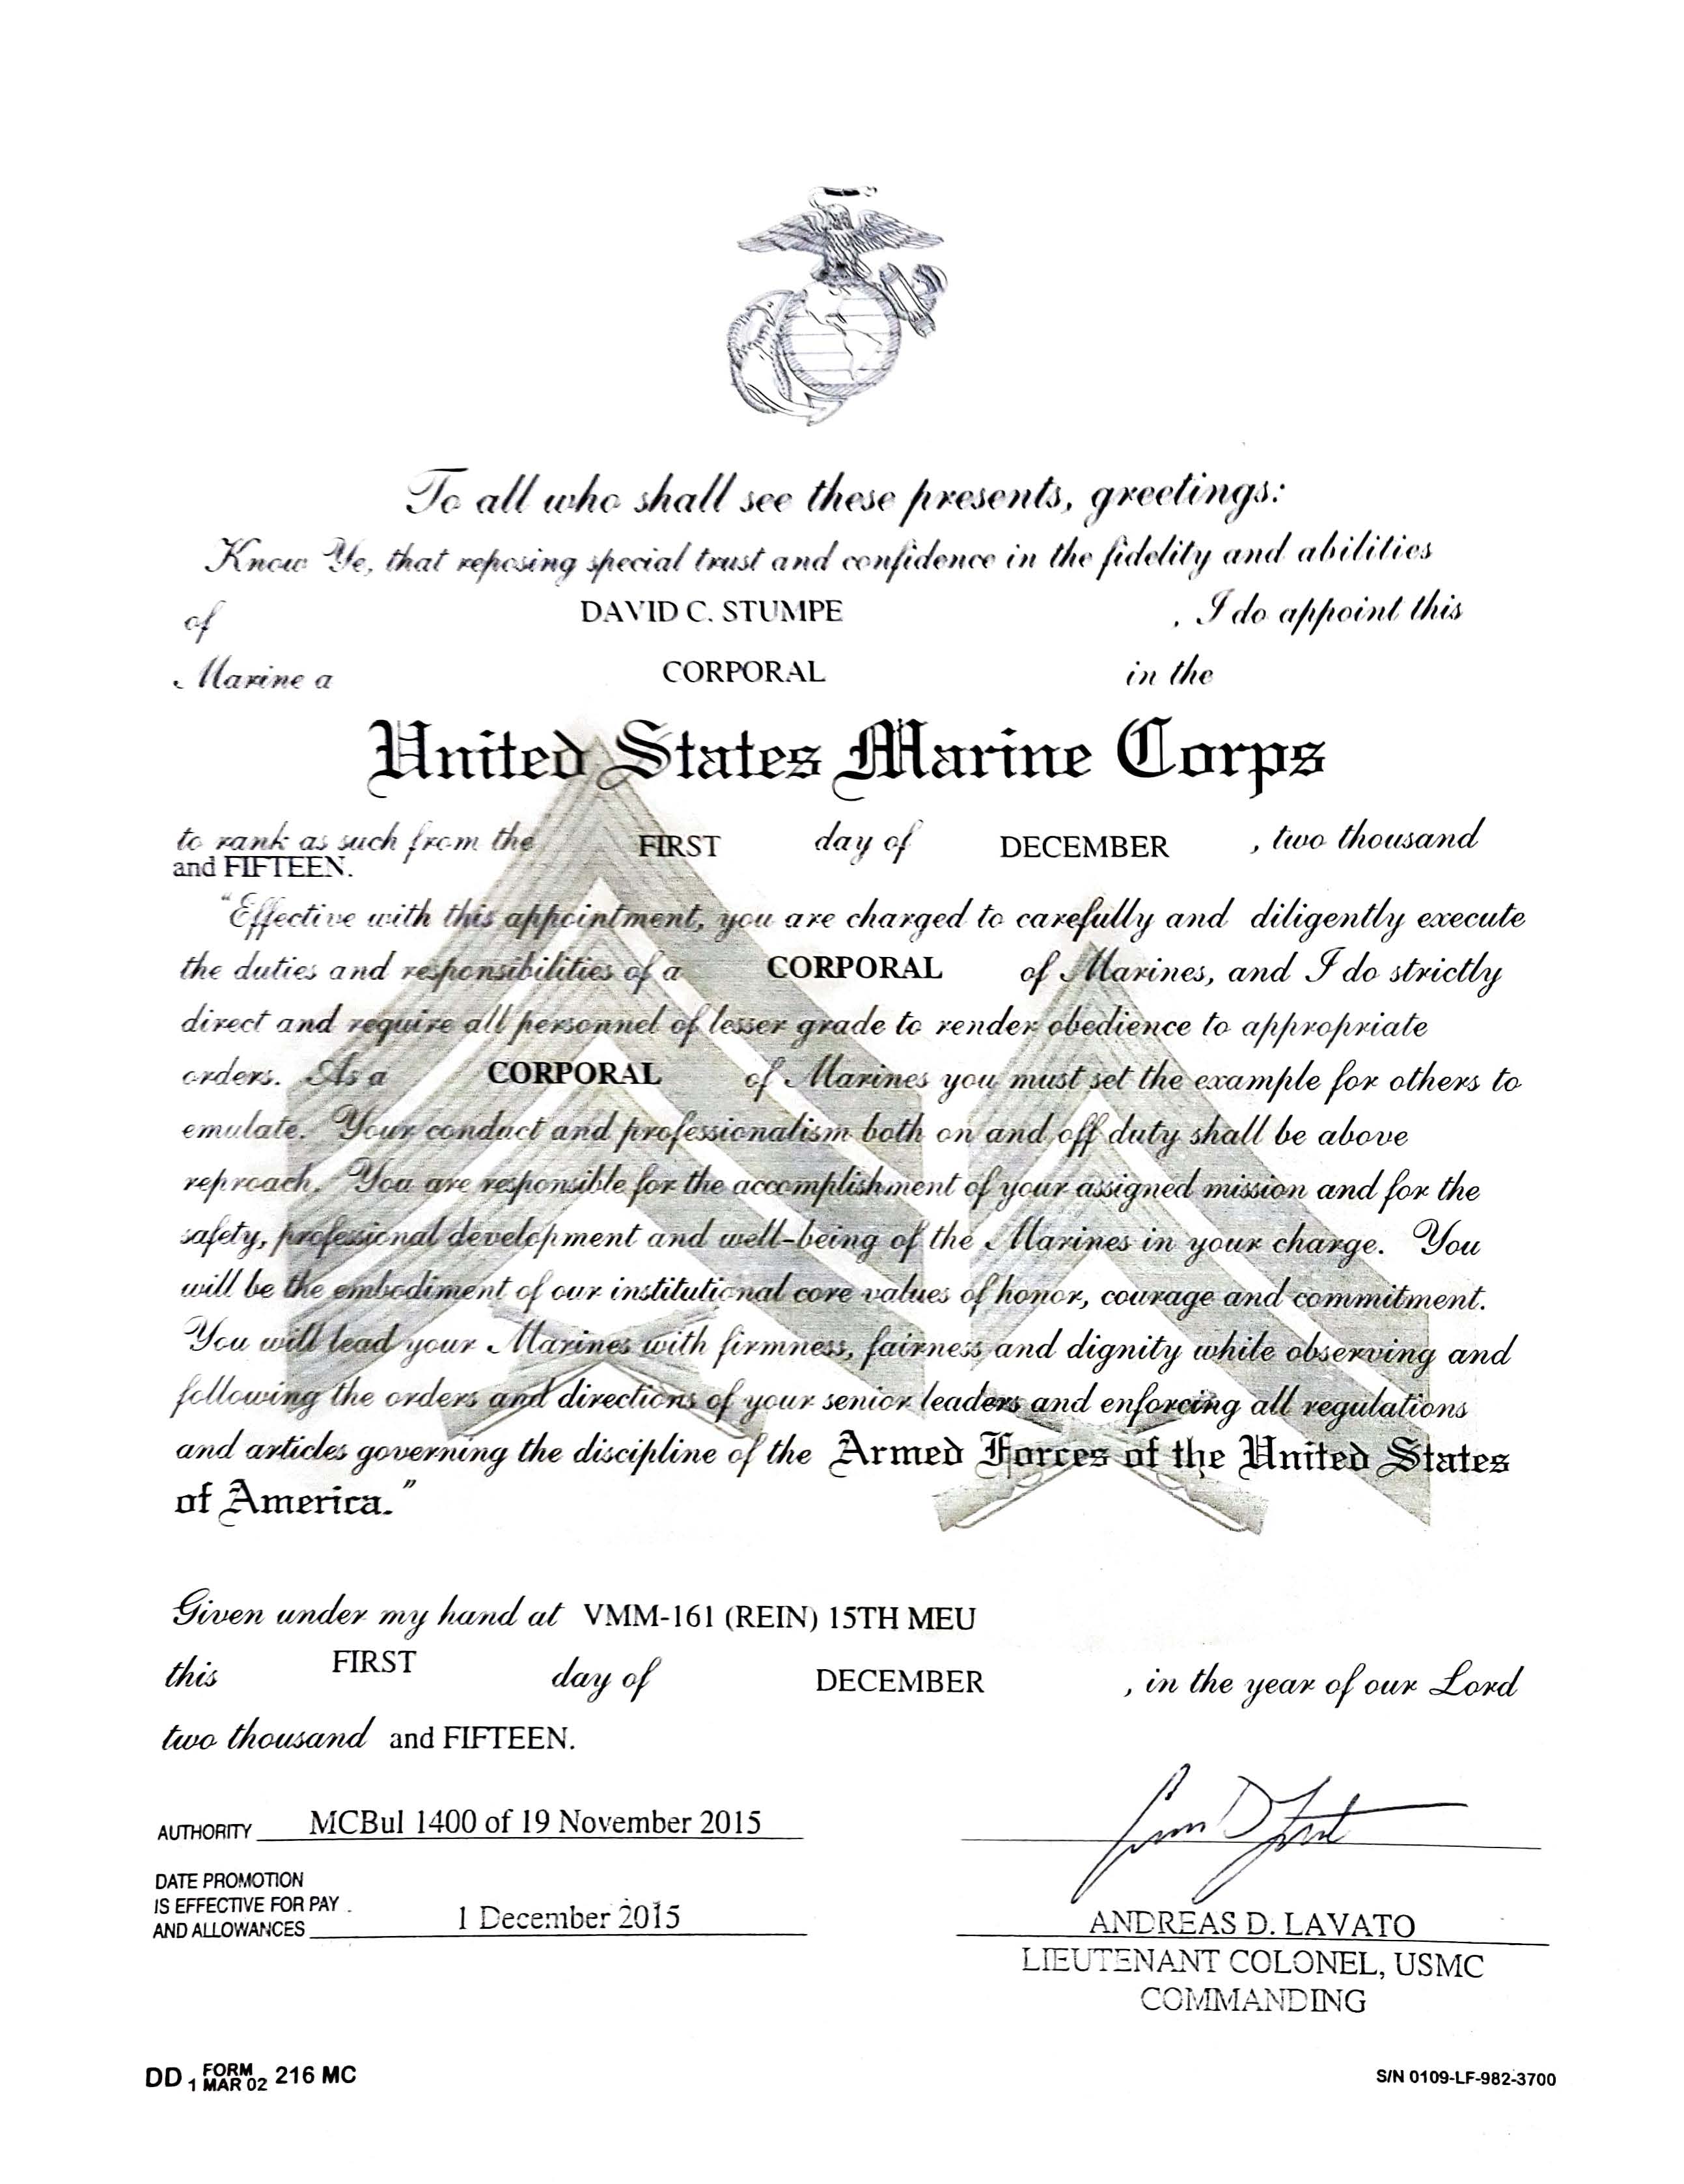 To all who shall see these presents, greetings:
Know Ye, that reposing special trust and confidence in the fidelity and abilities
of DAVID C. STUMPE , I do appoint this
Marine a CORPORAL in the
United States Marine Corps
to rank as such from the FIRST day of DECEMBER , two thousand
and FIFTEEN.
"Effective with this appointment, you are charged to carefully and diligently execute
the duties and responsibilities of a CORPORAL of Marines, and I do strictly
direct and require all personnel of lesser grade to render obedience to appropriate
orders. As a CORPORAL of Marines you must set the example for others to
emulate. Your conduct and professionalism both on and off duty shall be above
reproach. You are responsible for the accomplishment of your assigned mission and for the
safety, professional development and well-being of the Marines in your charge. You
will be the embodiment of our institutional core values of honor, courage and commitment.
You will lead your Marines with firmness, fairness and dignity while observing and
following the orders and directions of your senior leaders and enforcing all regulations
and articles governing the discipline of the Armed Forces of the United States
of America."
Given under my hand at VMM-161 (REIN) 15TH MEU
this FIRST day of DECEMBER , in the year of our Lord
two thousand and FIFTEEN.
AUTHORITY MCBul 1400 of 19 November 2015
DATE PROMOTION
IS EFFECTIVE FOR PAY
AND ALLOWANCES 1 December 2015
ANDREAS D. LAVATO
LIEUTENANT COLONEL, USMC
COMMANDING
DD FORM 1 MAR 02 216 MC
S/N 0109-LF-982-3700